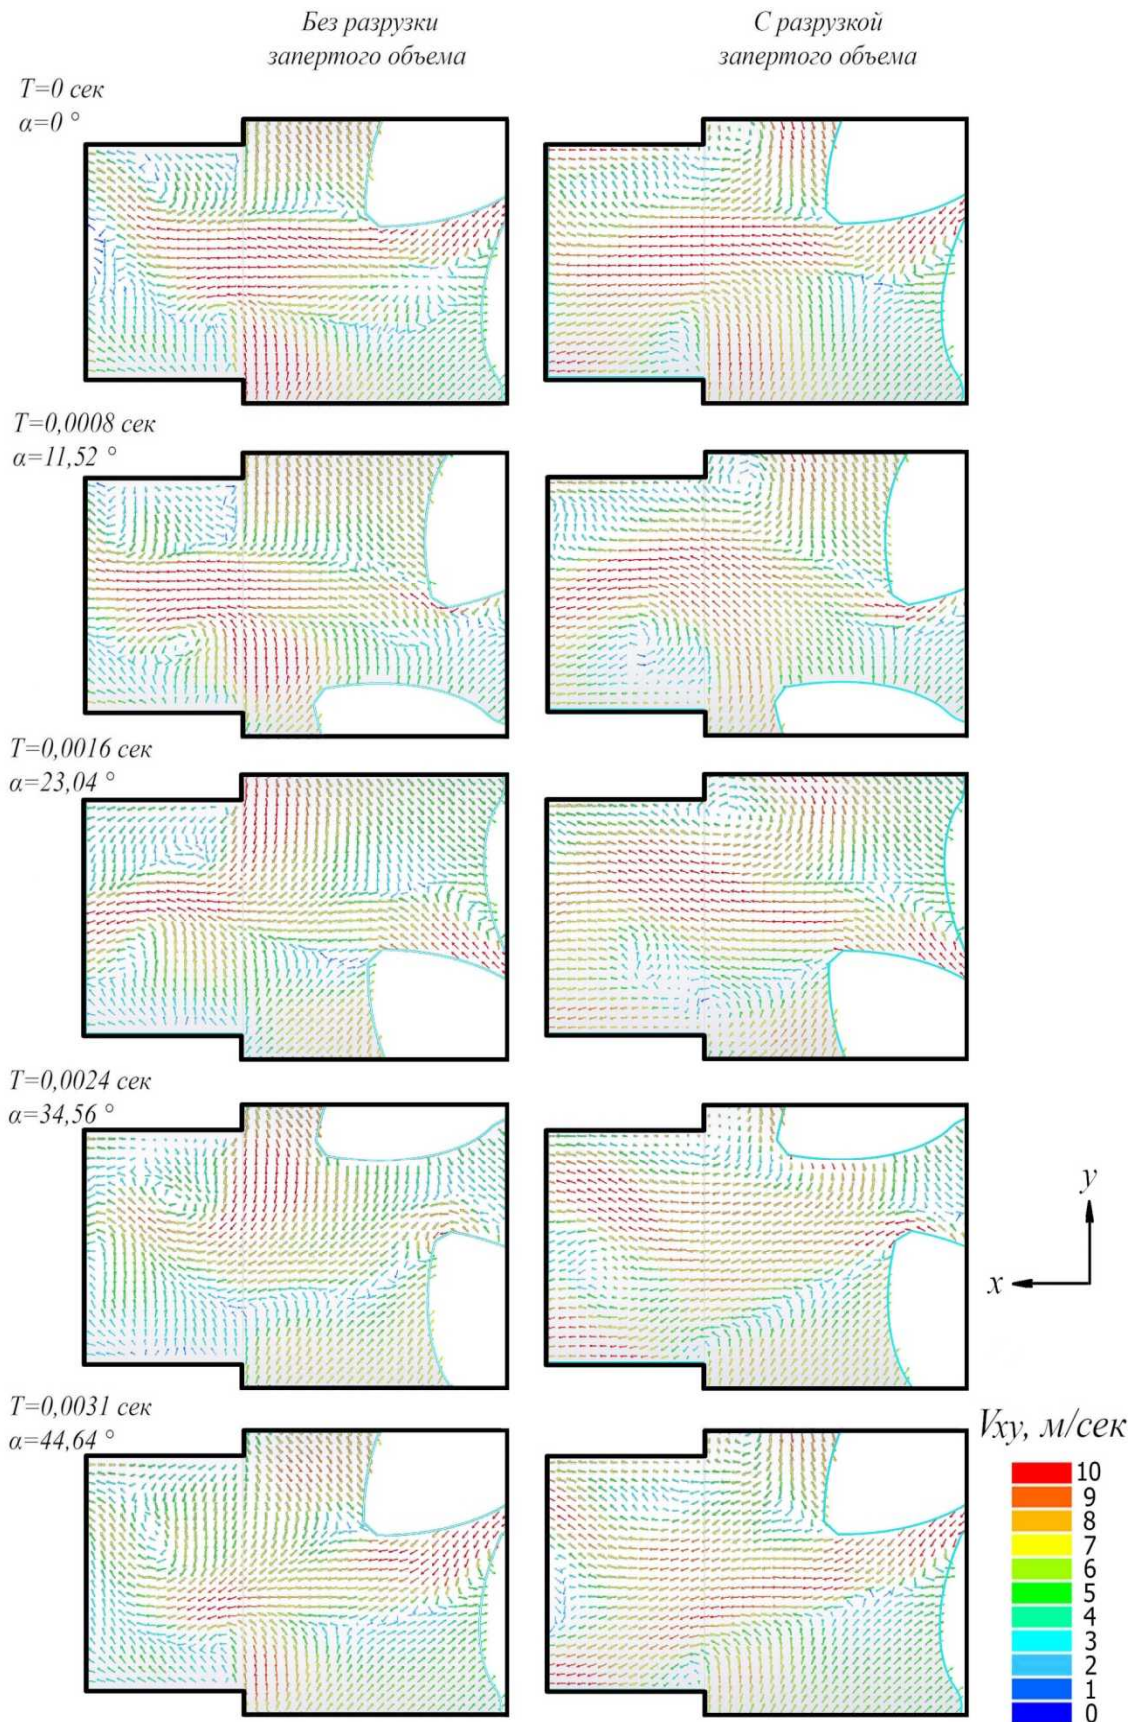 Без разрузки
запертого объема
С разрузкой
запертого объема
T=0 сек
α=0 °
T=0,0008 сек
α=11,52 °
T=0,0016 сек
α=23,04 °
T=0,0024 сек
α=34,56 °
y
x
T=0,0031 сек
α=44,64 °
Vxy, м/сек
10
9
8
7
6
5
4
3
2
1
0